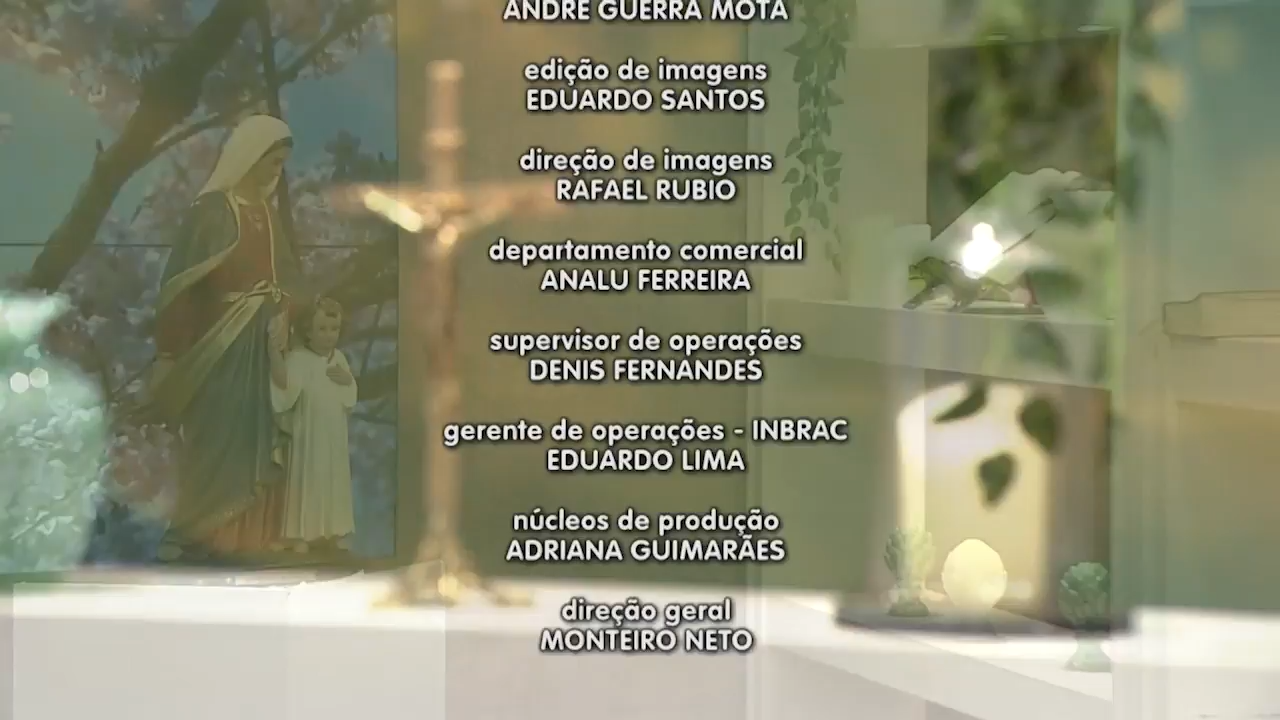 ANDRÉ GUERRA MOTA
edição de imagens
EDUARDO SANTOS
direção de imagens
RAFAEL RUBIO
departamento comercial
ANALU FERREIRA
supervisor de operações
DENIS FERNANDES
gerente de operações - INBRAC
EDUARDO LIMA
núcleos de produção
ADRIANA GUIMARÃES
direção geral
MONTEIRO NETO